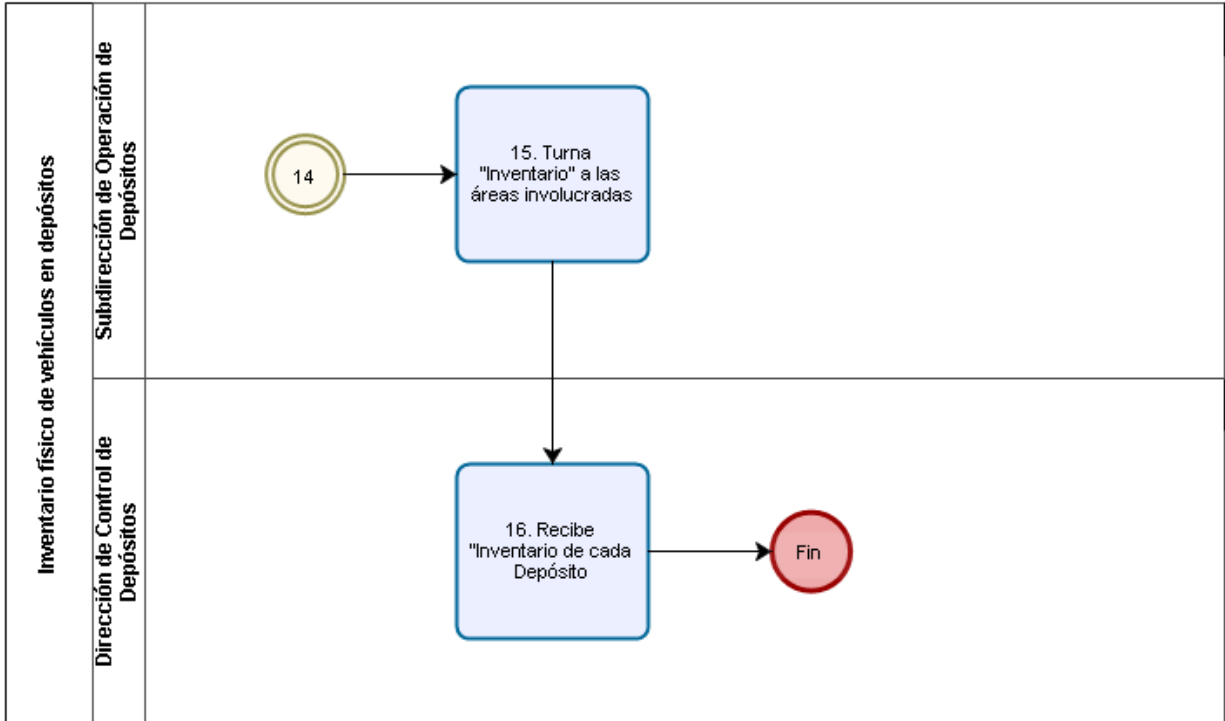 Inventario físico de vehículos en depósitos
Subdirección de Operación de
Depósitos
14
15. Turna
"Inventario" a las
áreas involucradas
Dirección de Control de
Depósitos
16. Recibe
"Inventario de cada
Depósito
Fin